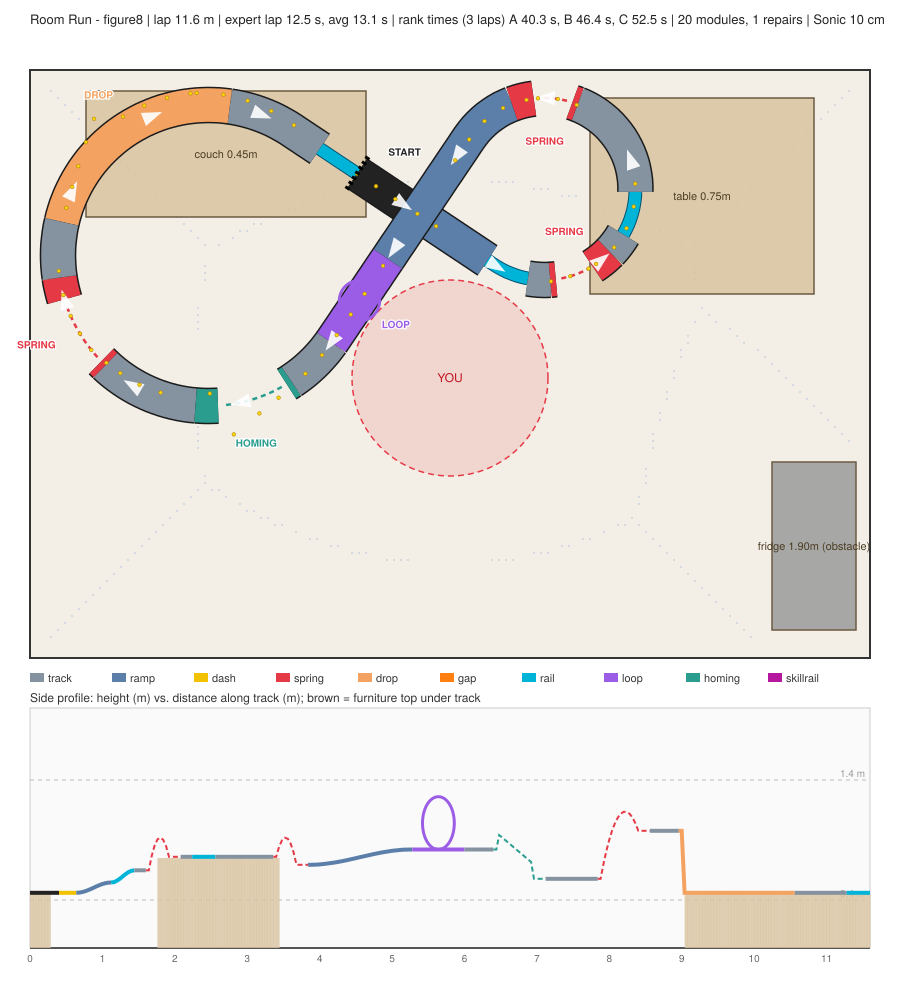 Room Run - figure8 | lap 11.6 m | expert lap 12.5 s, avg 13.1 s | rank times (3 laps) A 40.3 s, B 46.4 s, C 52.5 s | 20 modules, 1 repairs | Sonic 10 cm
DROP
couch 0.45m
START
SPRING
table 0.75m
SPRING
LOOP
SPRING
YOU
HOMING
fridge 1.90m (obstacle)
track ramp dash spring drop gap rail loop homing skillrail
Side profile: height (m) vs. distance along track (m); brown = furniture top under track
1.4 m
0 1 2 3 4 5 6 7 8 9 10 11